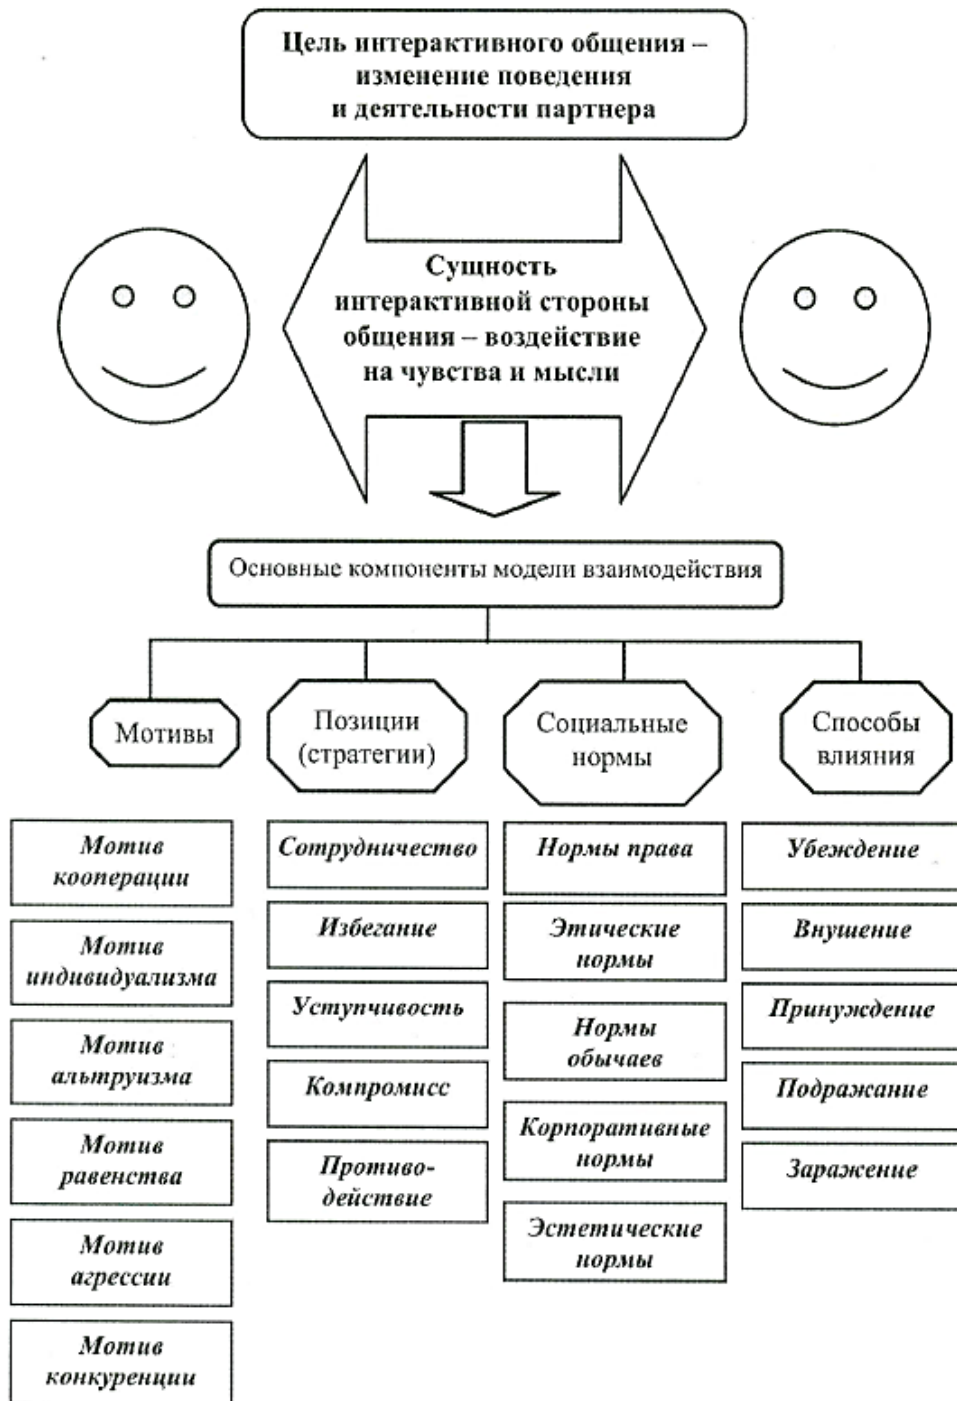 Цель интерактивного общения –
изменение поведения
и деятельности партнера
Сущность
интерактивной стороны
общения – воздействие
на чувства и мысли
Основные компоненты модели взаимодействия
Мотивы
Позиции
(стратегии)
Социальные
нормы
Способы
влияния
Мотив
кооперации
Мотив
индивидуализма
Мотив
альтруизма
Мотив
равенства
Мотив
агрессии
Мотив
конкуренции
Сотрудничество
Избегание
Уступчивость
Компромисс
Противо-
действие
Нормы права
Этические
нормы
Нормы
обычаев
Корпоративные
нормы
Эстетические
нормы
Убеждение
Внушение
Принуждение
Подражание
Заражение